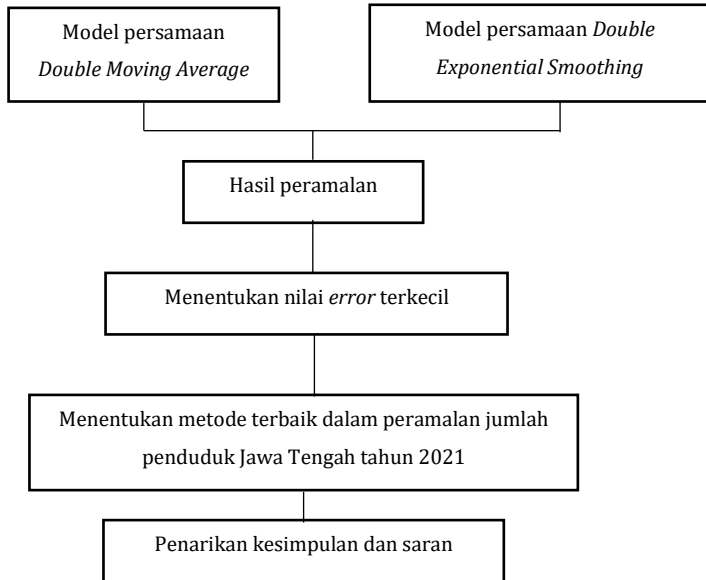 Model persamaan
Double Moving Average
Model persamaan Double
Exponential Smoothing
Hasil peramalan
Menentukan nilai error terkecil
Menentukan metode terbaik dalam peramalan jumlah
penduduk Jawa Tengah tahun 2021
Penarikan kesimpulan dan saran